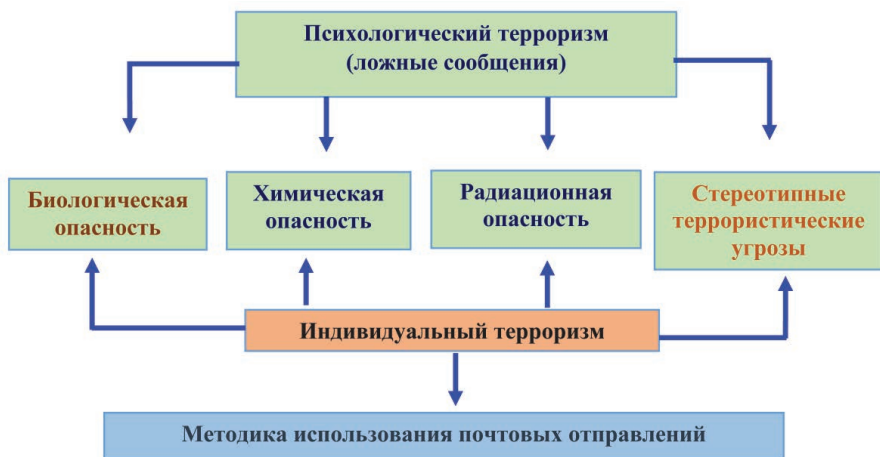 Психологический терроризм
(ложные сообщения)
Биологическая
опасность
Химическая
опасность
Радиационная
опасность
Стереотипные
террористические
угрозы
Индивидуальный терроризм
Методика использования почтовых отправлений